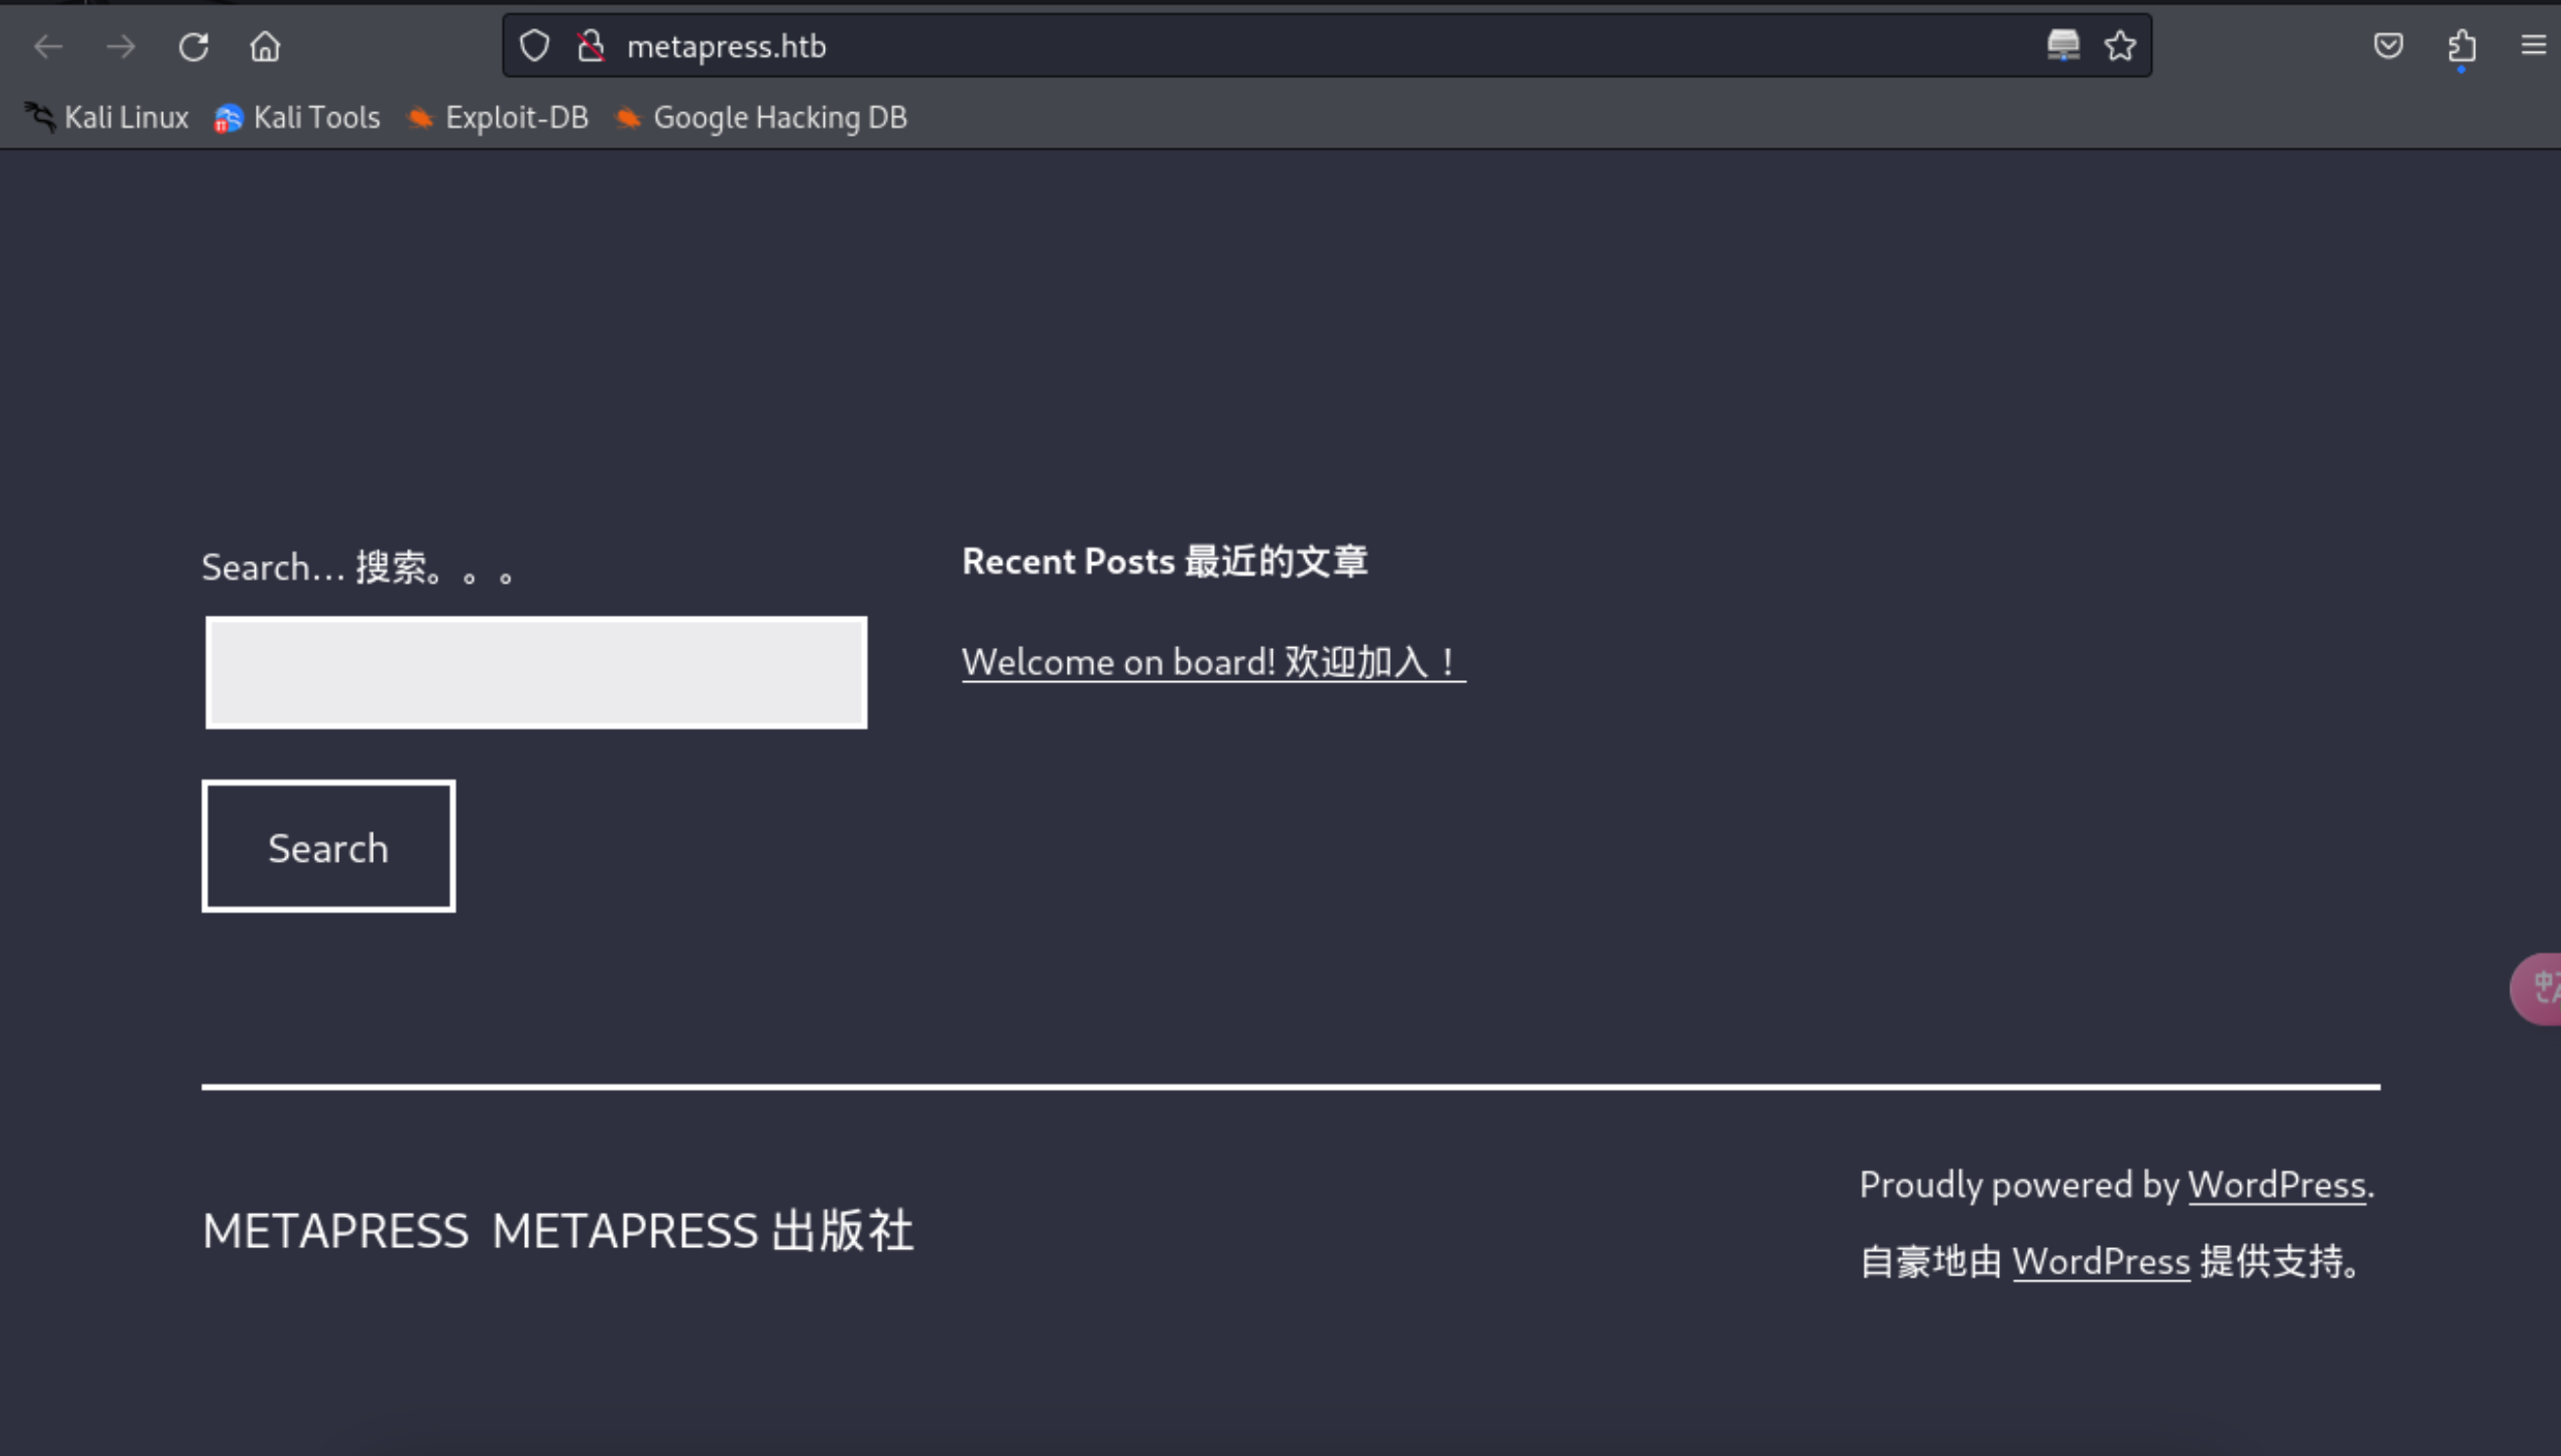 metapress.htb
Kali Linux Kali Tools Exploit-DB Google Hacking DB
Search… 搜索。。。
Search
Recent Posts 最近的文章
Welcome on board! 欢迎加入！
METAPRESS METAPRESS 出版社
Proudly powered by WordPress.
自豪地由 WordPress 提供支持。